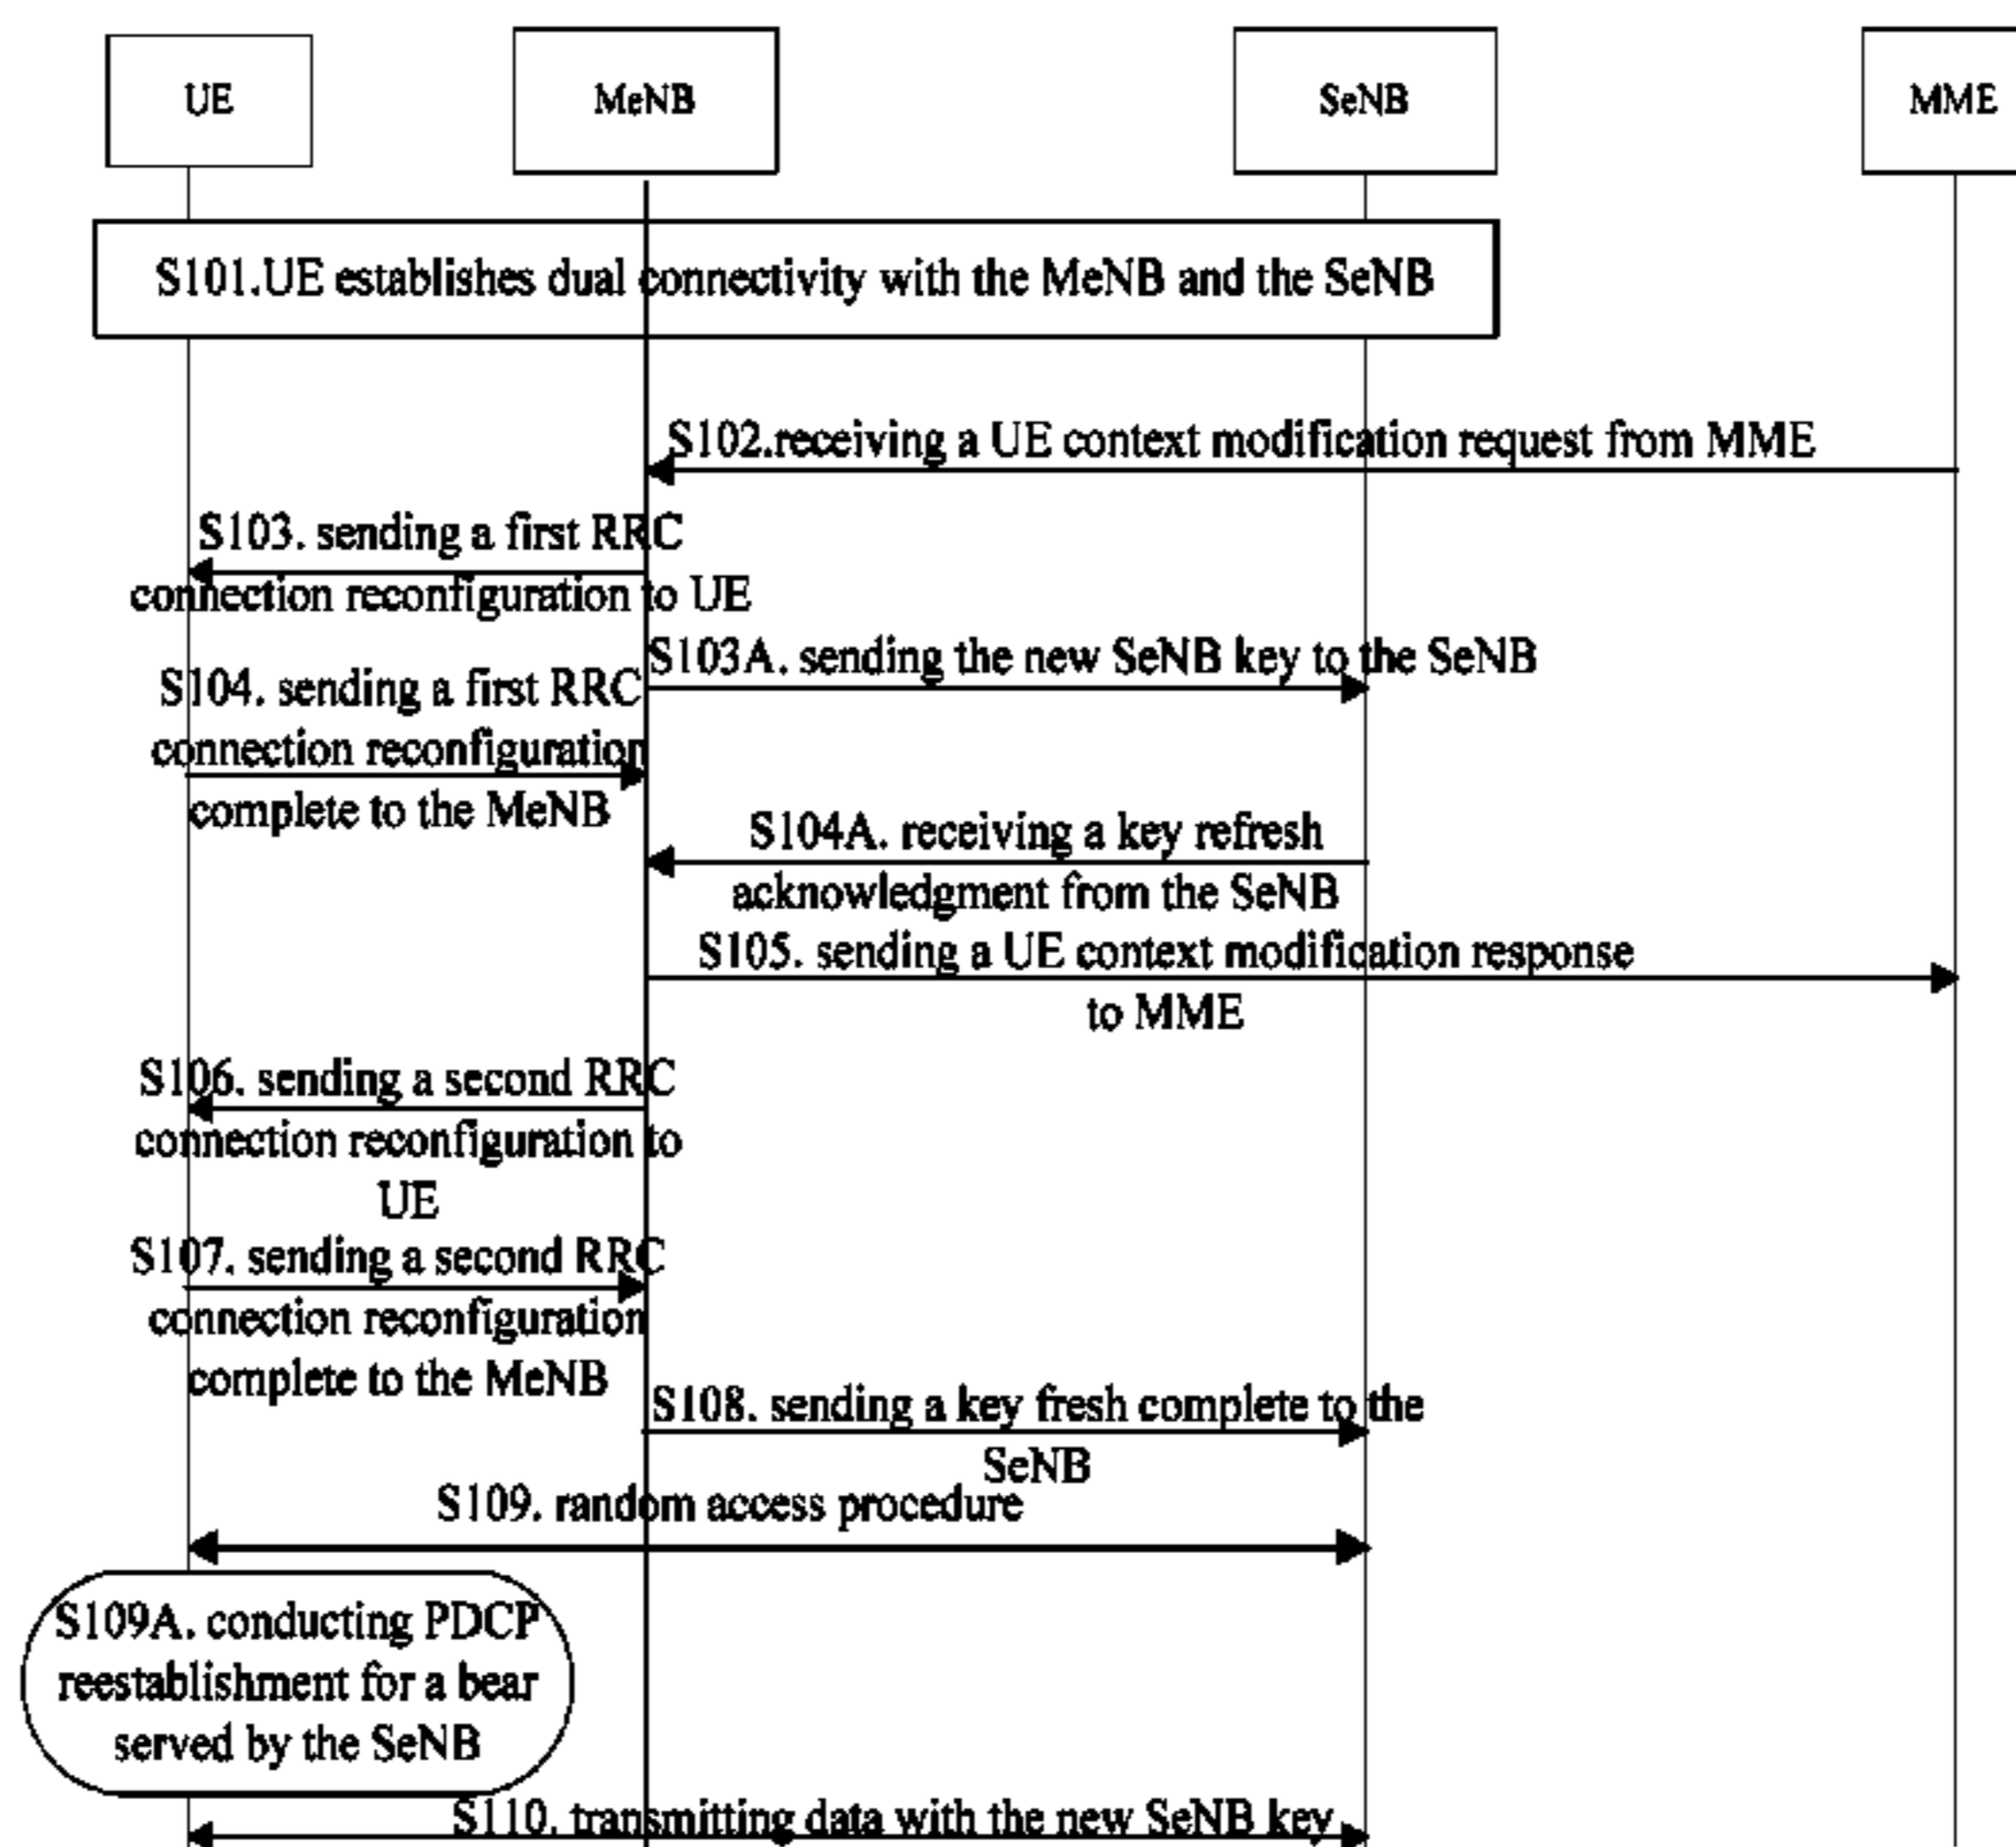 UE
MeNB
SeNB
MME
S101.UE establishes dual connectivity with the MeNB and the SeNB
S102.receiving a UE context modification request from MME
S103. sending a first RRC
connection reconfiguration to UE
S103A. sending the new SeNB key to the SeNB
S104. sending a first RRC
connection reconfiguration
complete to the MeNB
S104A. receiving a key refresh
acknowledgment from the SeNB
S105. sending a UE context modification response
to MME
S106. sending a second RRC
connection reconfiguration to
UE
S107. sending a second RRC
connection reconfiguration
complete to the MeNB
S108. sending a key fresh complete to the
SeNB
S109. random access procedure
S109A. conducting PDCP
reestablishment for a bear
served by the SeNB
S110. transmitting data with the new SeNB key